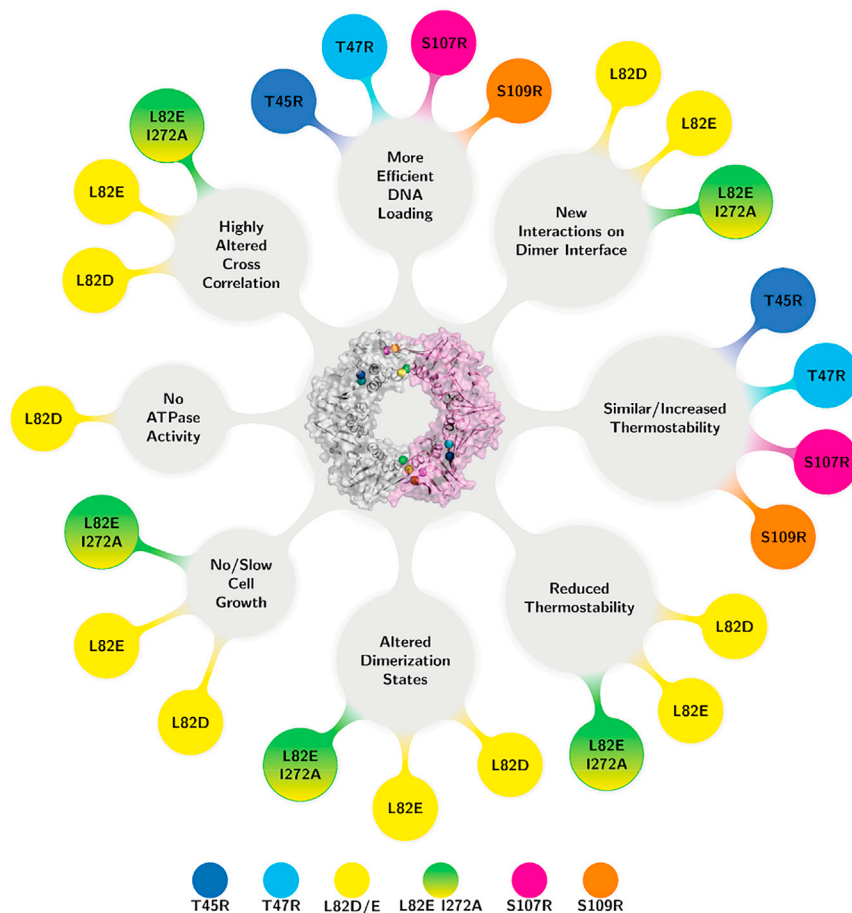 T45R
T47R
S107R
S109R
More
Efficient
DNA
Loading
L82D
L82E
L82E
I272A
New
Interactions on
Dimer Interface
T45R
T47R
S107R
S109R
Similar/Increased
Thermostability
L82D
L82E
L82E
I272A
Reduced
Thermostability
L82D
L82E
L82E
I272A
Altered
Dimerization
States
L82D
L82E
L82E
I272A
No/Slow
Cell
Growth
L82D
No
ATPase
Activity
L82D
L82E
L82E
I272A
Highly
Altered
Cross
Correlation
T45R
T47R
L82D/E
L82E I272A
S107R
S109R